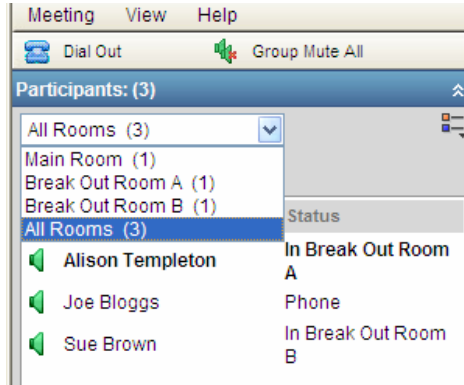 Meeting View Help
Dial Out Group Mute All
Participants: (3)
All Rooms (3)
Main Room (1)
Break Out Room A (1)
Break Out Room B (1)
All Rooms (3)
Status
Alison Templeton In Break Out Room
A
Joe Bloggs Phone
Sue Brown In Break Out Room
B